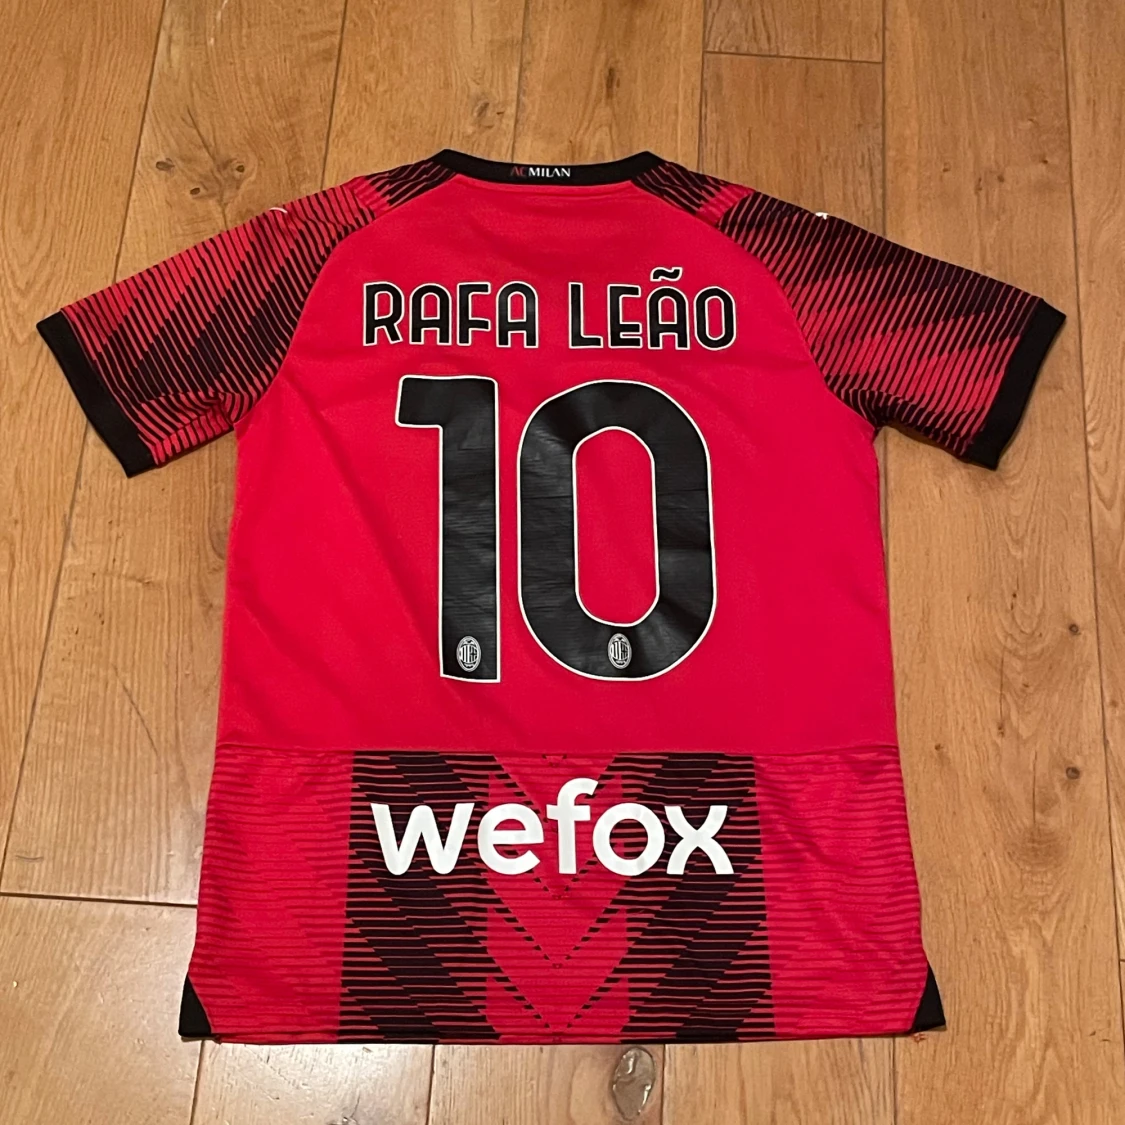 ACMILAN
RAFA LEÃO
10
wefox